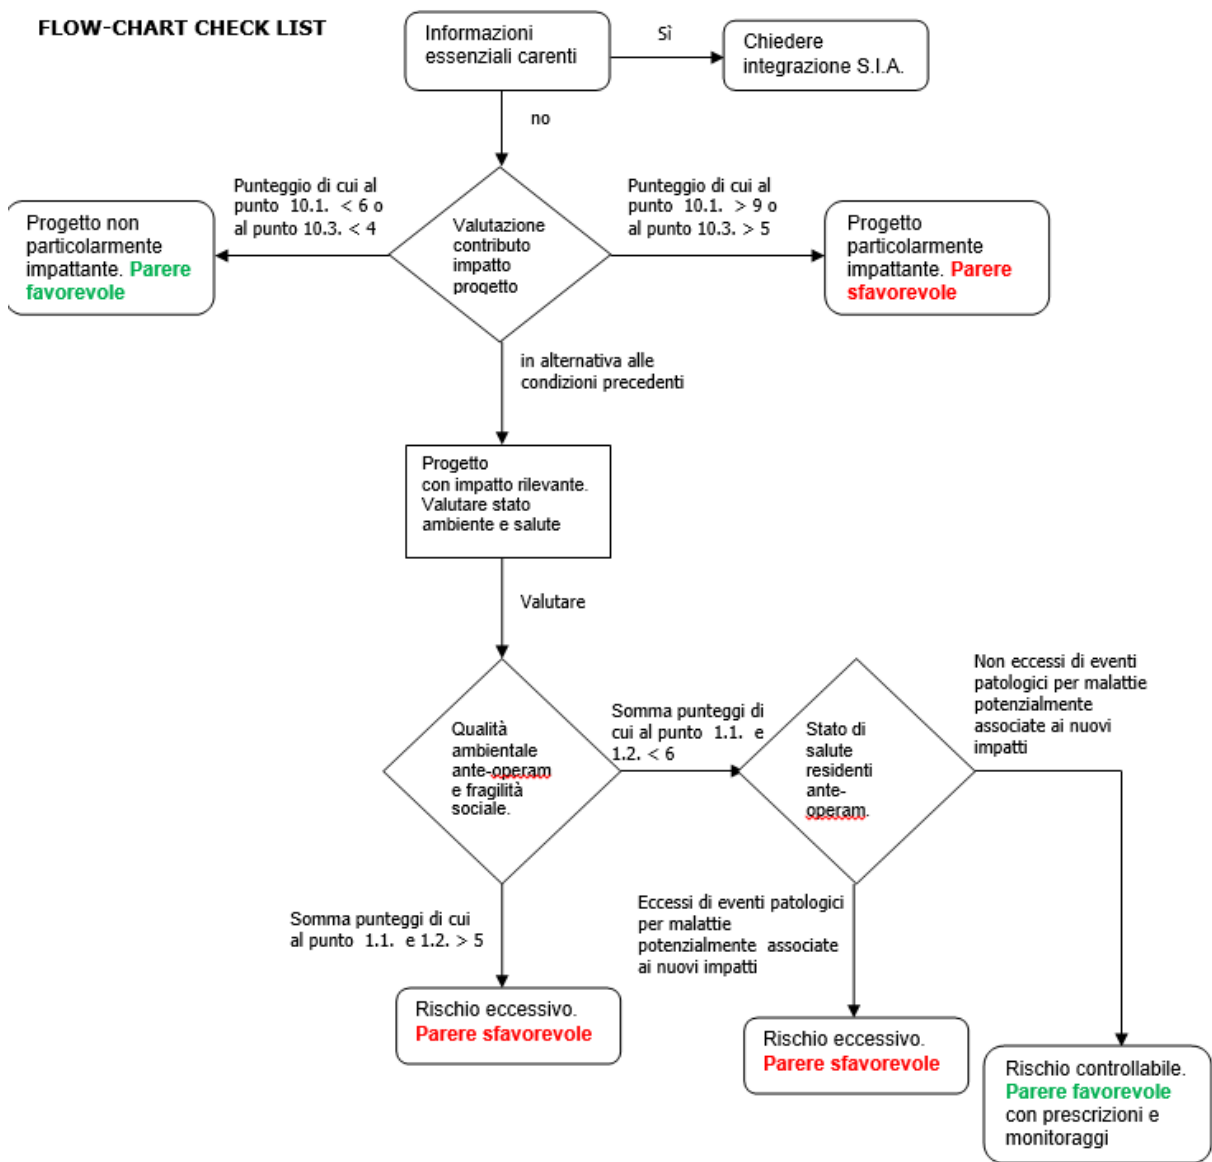 FLOW-CHART CHECK LIST
Informazioni
essenziali carenti
Sì
Chiedere
integrazione S.I.A.
no
Punteggio di cui al
punto 10.1. < 6 o
al punto 10.3. < 4
Punteggio di cui al
punto 10.1. > 9 o
al punto 10.3. > 5
Progetto non
particolarmente
impattante. Parere
favorevole
Valutazione
contributo
impatto
progetto
Progetto
particolarmente
impattante. Parere
sfavorevole
in alternativa alle
condizioni precedenti
Progetto
con impatto rilevante.
Valutare stato
ambiente e salute
Valutare
Qualità
ambientale
ante-operam
e fragilità
sociale.
Somma punteggi di
cui al punto 1.1. e
1.2. < 6
Stato di
salute
residenti
ante-
operam.
Non eccessi di eventi
patologici per malattie
potenzialmente
associate ai nuovi
impatti
Somma punteggi di cui
al punto 1.1. e 1.2. > 5
Eccessi di eventi patologici
per malattie
potenzialmente associate
ai nuovi impatti
Rischio eccessivo.
Parere sfavorevole
Rischio eccessivo.
Parere sfavorevole
Rischio controllabile.
Parere favorevole
con prescrizioni e
monitoraggi